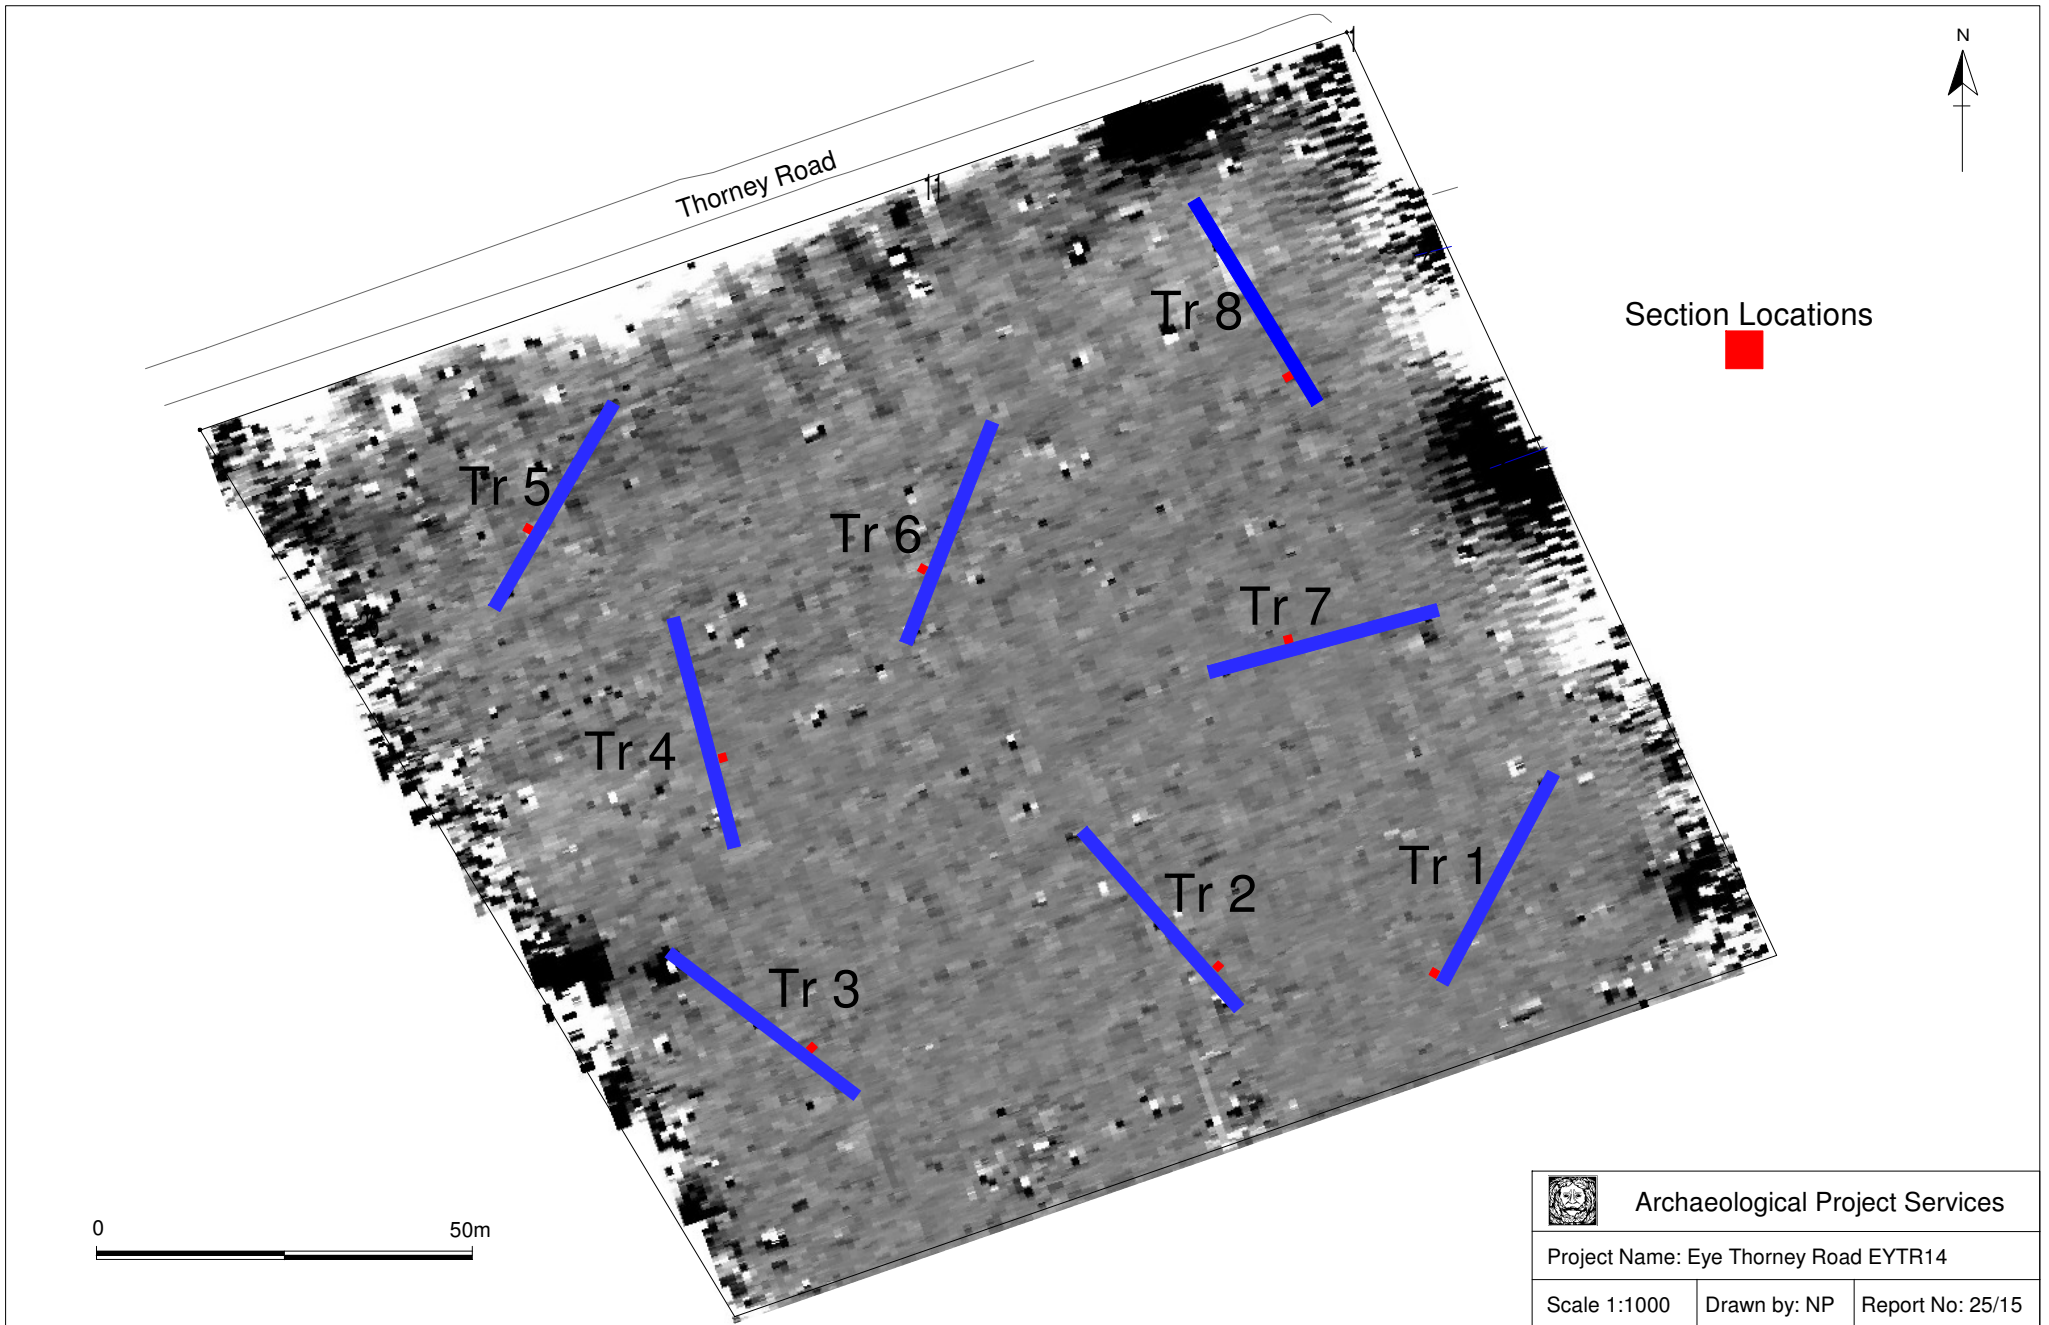 N
Thorney Road
Tr 8
Section Locations
Tr 5
Tr 6
Tr 7
Tr 4
Tr 1
Tr 2
Tr 3
0 50m
Archaeological Project Services
Project Name: Eye Thorney Road EYTR14
Scale 1:1000 Drawn by: NP Report No: 25/15